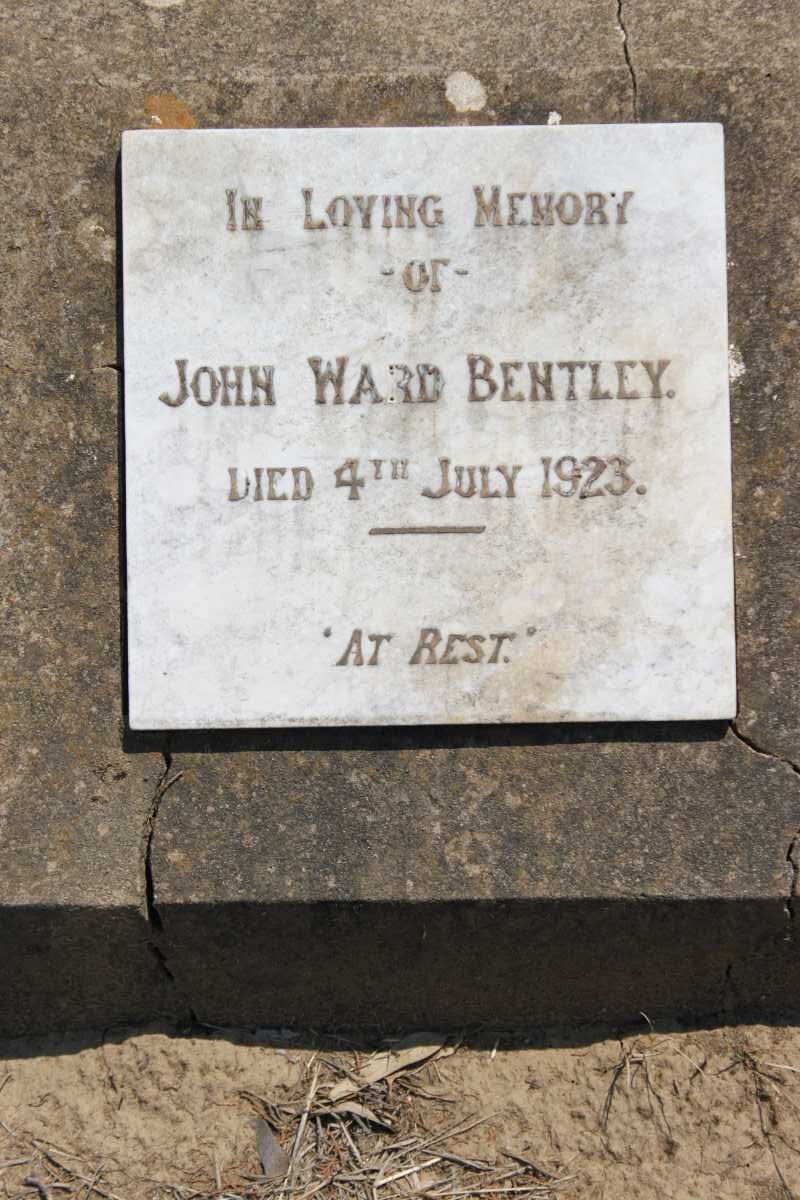 In Loving Memory
-of-
John Ward Bentley.
Died 4th July 1923.
'At Rest.'